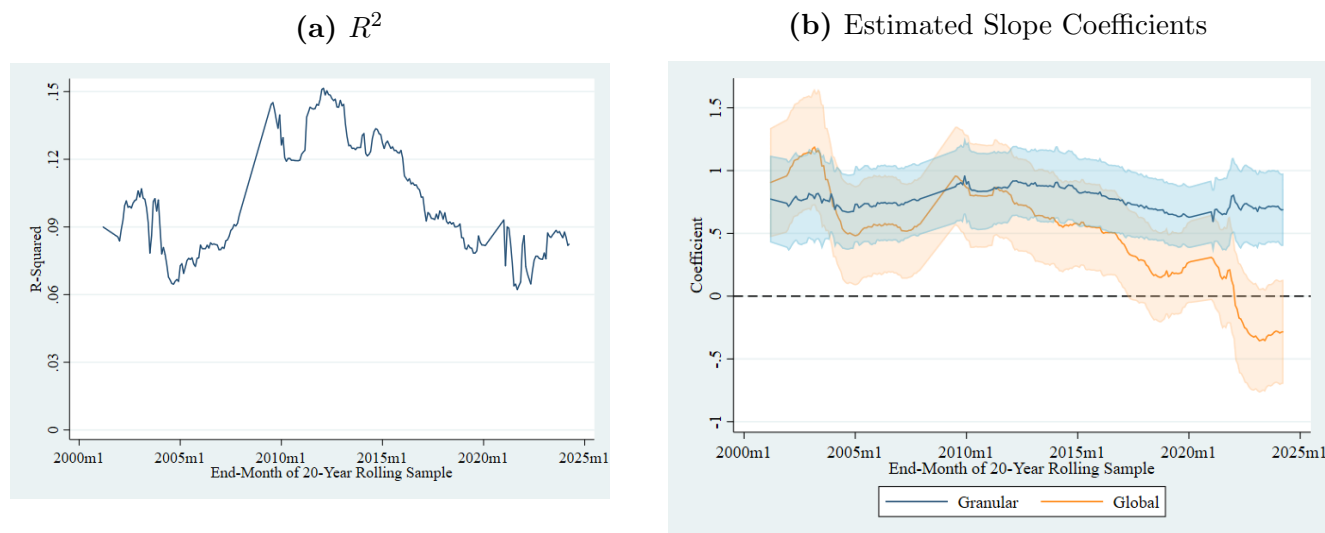 (a) R²
(b) Estimated Slope Coefficients
R-Squared
.15
.12
.09
.06
.03
0
2000m1 2005m1 2010m1 2015m1 2020m1 2025m1
End-Month of 20-Year Rolling Sample
Coefficient
1.5
1
.5
0
-.5
-1
2000m1 2005m1 2010m1 2015m1 2020m1 2025m1
End-Month of 20-Year Rolling Sample
Granular Global